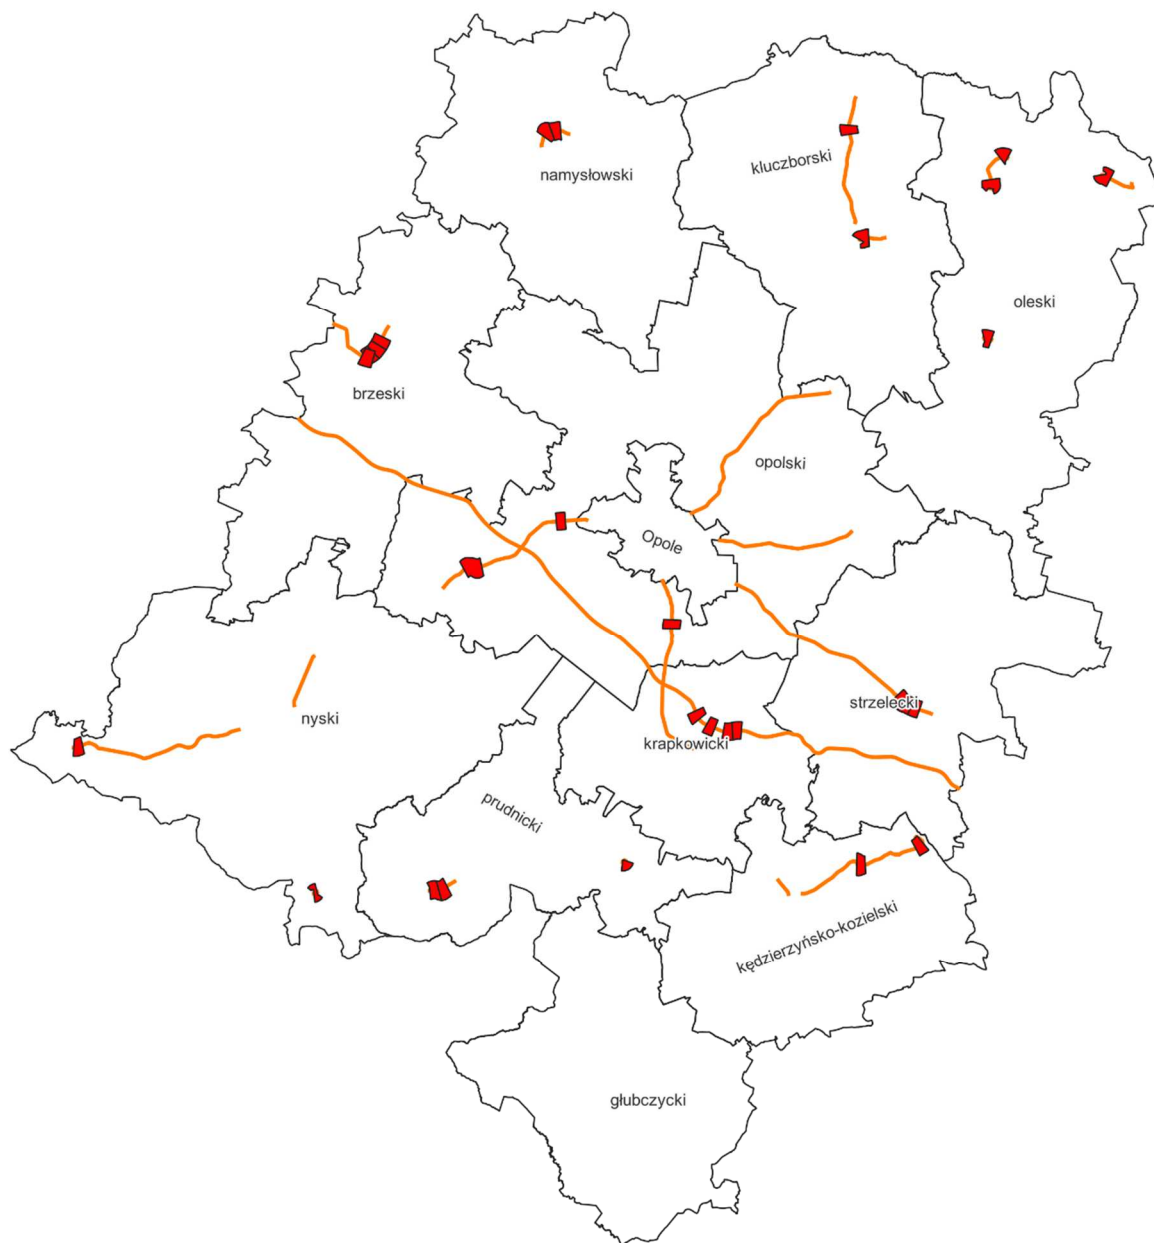 namysłowski
kluczborski
oleski
brzeski
opolski
Opole
strzelecki
nyski
krapkowicki
prudnicki
kędzierzyńsko-kozielski
głubczycki